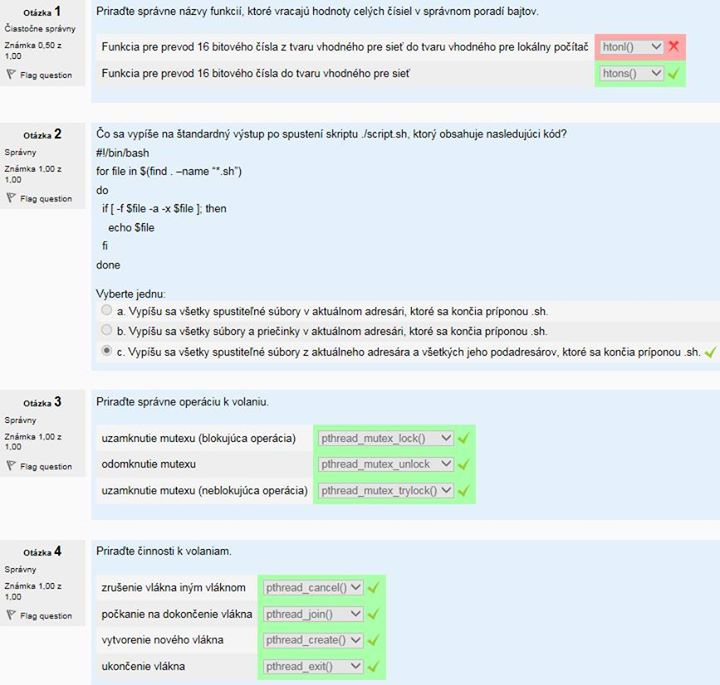 Otázka 1
Čiastočne správny
Známka 0,50 z
1,00
Flag question
Priraďte správne názvy funkcií, ktoré vracajú hodnoty celých čísiel v správnom poradí bajtov.
Funkcia pre prevod 16 bitového čísla z tvaru vhodného pre sieť do tvaru vhodného pre lokálny počítač htonl()
Funkcia pre prevod 16 bitového čísla do tvaru vhodného pre sieť htons()
Otázka 2
Správny
Známka 1,00 z
1,00
Flag question
Čo sa vypíše na štandardný výstup po spustení skriptu ./script.sh, ktorý obsahuje nasledujúci kód?
#!/bin/bash
for file in $(find . –name “*.sh”)
do
if [ -f $file -a -x $file ]; then
echo $file
fi
done
Vyberte jednu:
a. Vypíšu sa všetky spustiteľné súbory v aktuálnom adresári, ktoré sa končia príponou .sh.
b. Vypíšu sa všetky súbory a priečinky v aktuálnom adresári, ktoré sa končia príponou .sh.
c. Vypíšu sa všetky spustiteľné súbory z aktuálneho adresára a všetkých jeho podadresárov, ktoré sa končia príponou .sh.
Otázka 3
Správny
Známka 1,00 z
1,00
Flag question
Priraďte správne operáciu k volaniu.
uzamknutie mutexu (blokujúca operácia) pthread_mutex_lock()
odomknutie mutexu pthread_mutex_unlock
uzamknutie mutexu (neblokujúca operácia) pthread_mutex_trylock()
Otázka 4
Správny
Známka 1,00 z
1,00
Flag question
Priraďte činnosti k volaniam.
zrušenie vlákna iným vláknom pthread_cancel()
počkanie na dokončenie vlákna pthread_join()
vytvorenie nového vlákna pthread_create()
ukončenie vlákna pthread_exit()